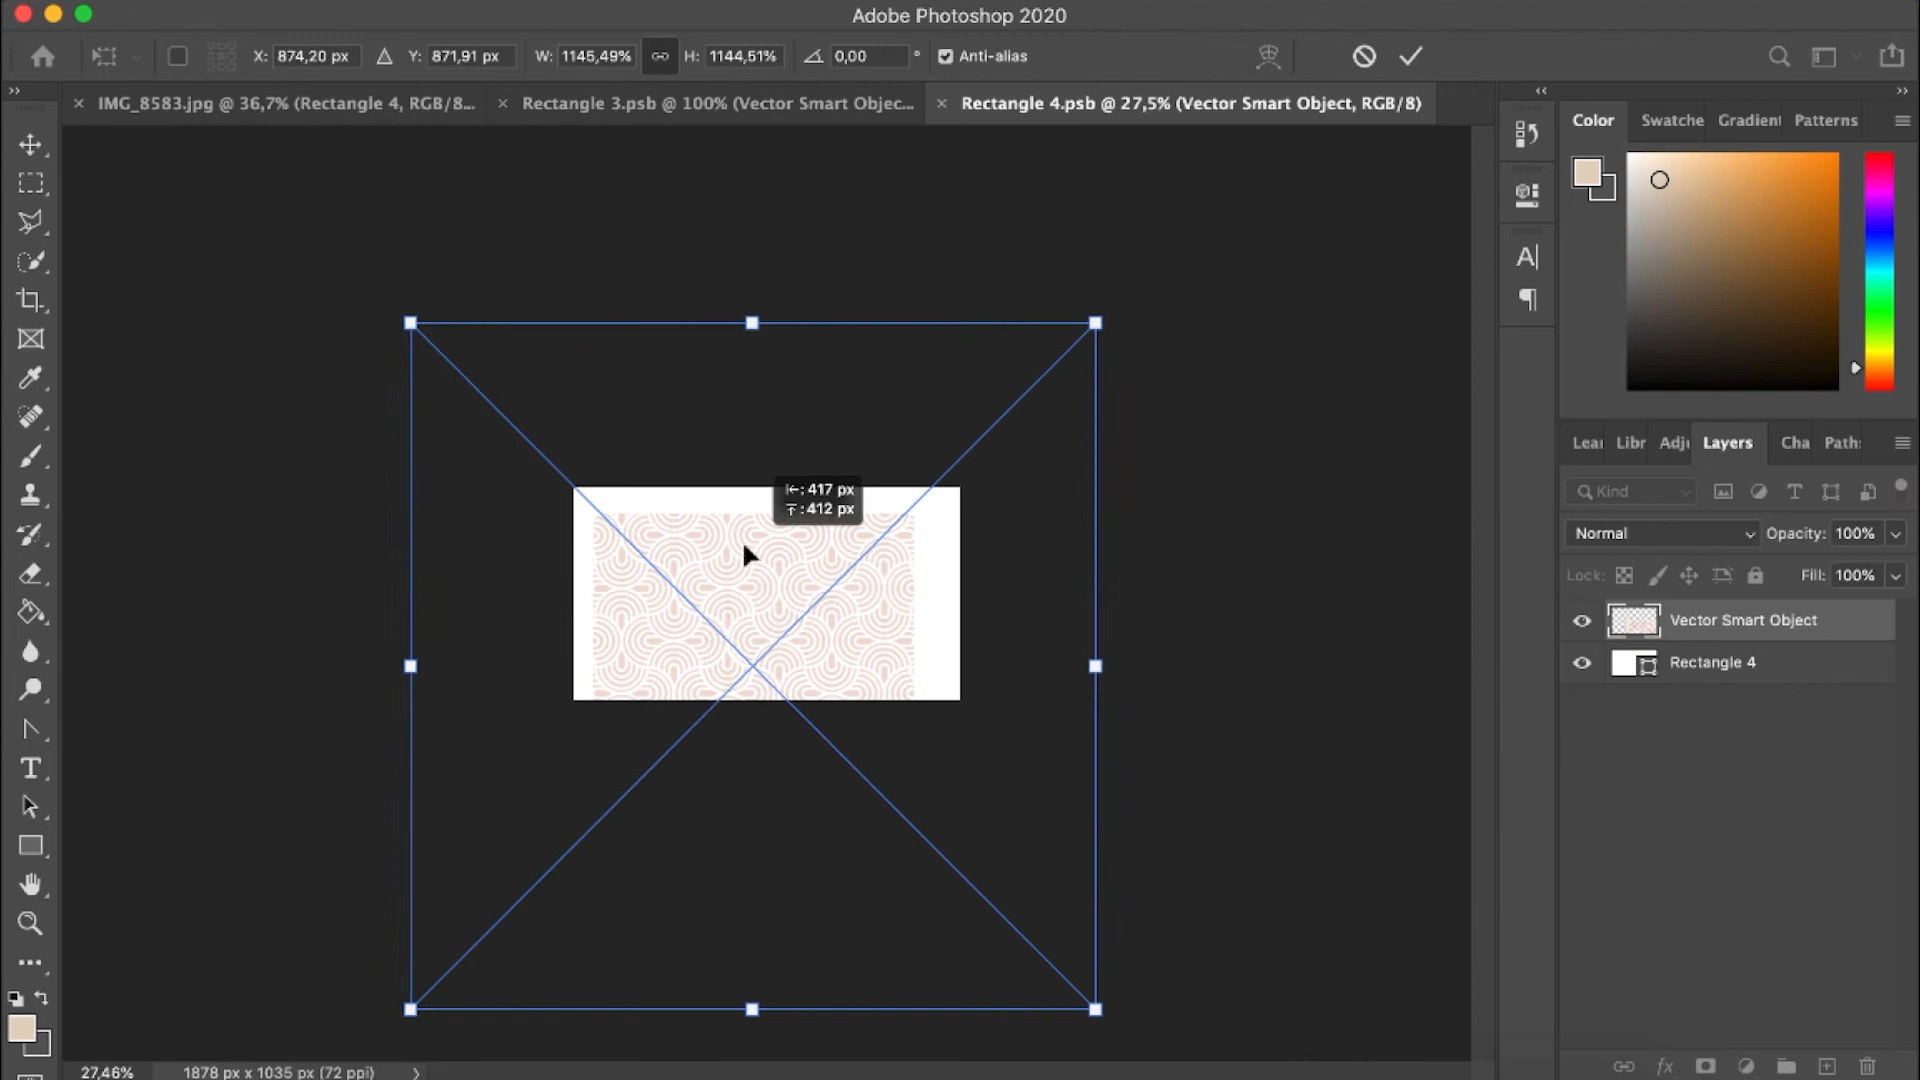 Adobe Photoshop 2020
X: 874,20 px Y: 871,91 px W: 1145,49% H: 1144,51% 0,00 ° Anti-alias
IMG_8583.jpg @ 36,7% (Rectangle 4, RGB/8... Rectangle 3.psb @ 100% (Vector Smart Objec... Rectangle 4.psb @ 27,5% (Vector Smart Object, RGB/8)
Color Swatche Gradient Patterns
A|
Lear Libr Adju Layers Cha Path:
Kind
Normal Opacity: 100%
Lock: Fill: 100%
Vector Smart Object
Rectangle 4
: 417 px
: 412 px
T
fx
27,46% 1878 px x 1035 px (72 ppi)